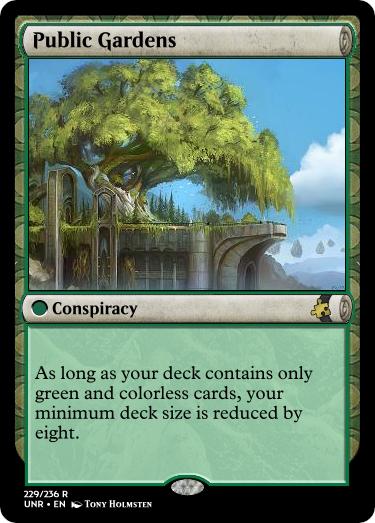 Public Gardens
Conspiracy
As long as your deck contains only
green and colorless cards, your
minimum deck size is reduced by
eight.
229/236 R
UNR • EN Tony Holmsten